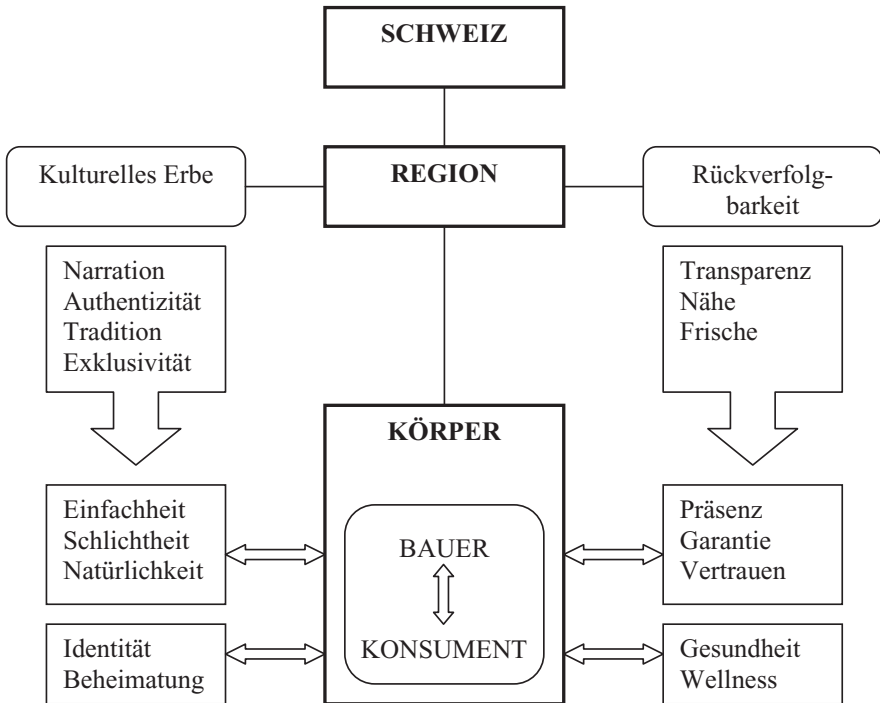 SCHWEIZ
Kulturelles Erbe
REGION
Rückverfolg-
barkeit
Narration
Authentizität
Tradition
Exklusivität
Transparenz
Nähe
Frische
KÖRPER
Einfachheit
Schlichtheit
Natürlichkeit
BAUER
KONSUMENT
Präsenz
Garantie
Vertrauen
Identität
Beheimatung
Gesundheit
Wellness